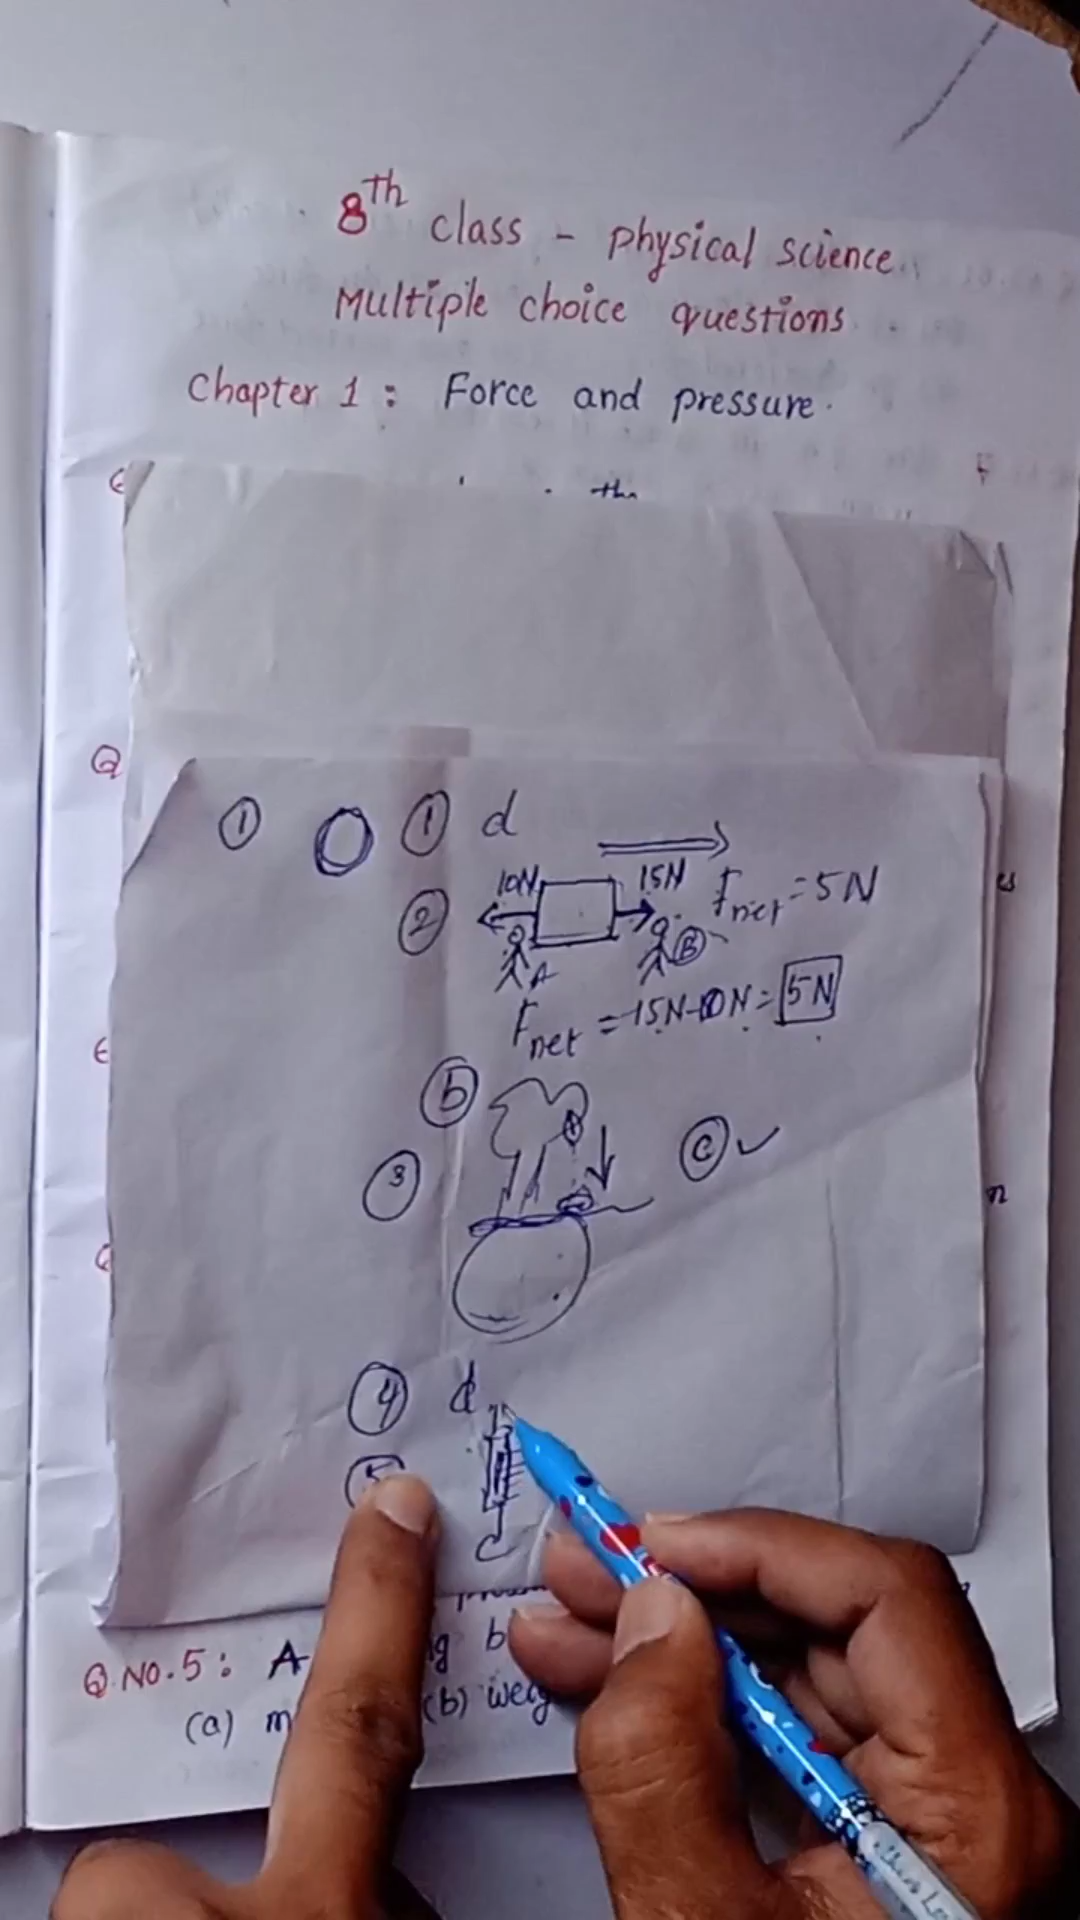 8th class - physical science
Multiple choice questions
Chapter 1 : Force and pressure.
Q
1 1 d
2 10N 15N Fnet = 5N
A B
Fnet = 15N-10N = 5N
b
3 c ✓
4 d
5
Q.NO.5: A
(a) (b)